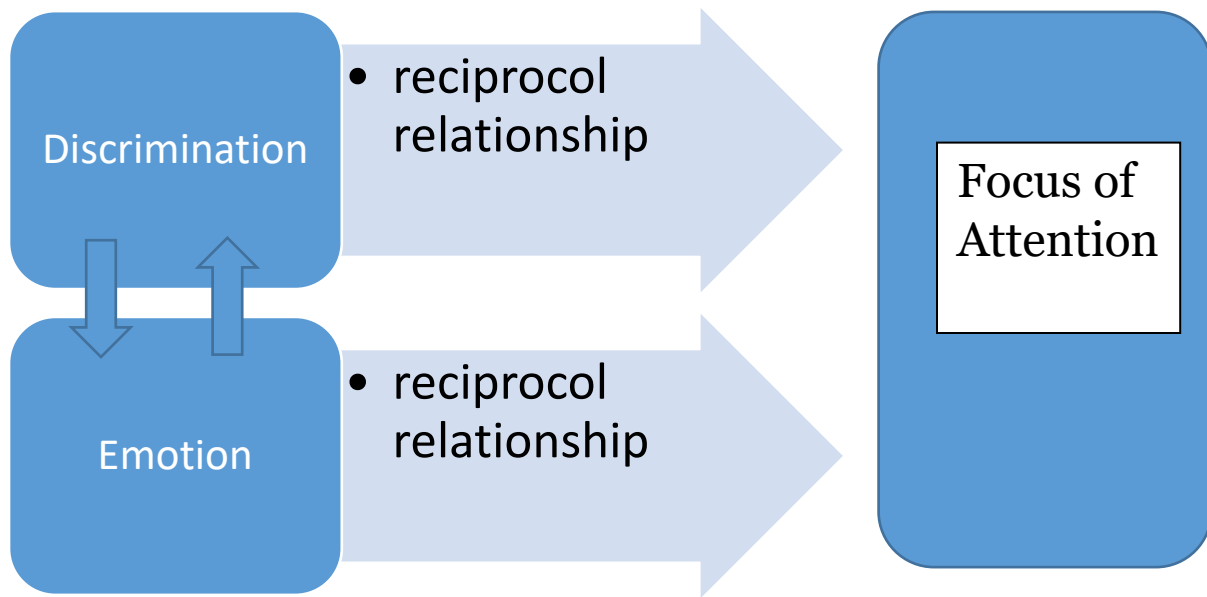 Discrimination
• reciprocol
relationship
Focus of
Attention
Emotion
• reciprocol
relationship